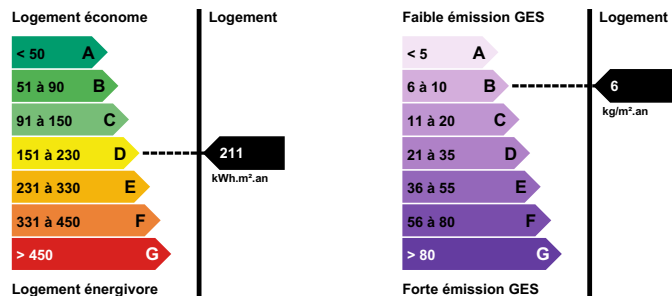 Logement économe
Logement
< 50 A
51 à 90 B
91 à 150 C
151 à 230 D
211
kWh.m².an
231 à 330 E
331 à 450 F
> 450 G
Logement énergivore
Faible émission GES
Logement
< 5 A
6 à 10 B
6
kg/m².an
11 à 20 C
21 à 35 D
36 à 55 E
56 à 80 F
> 80 G
Forte émission GES